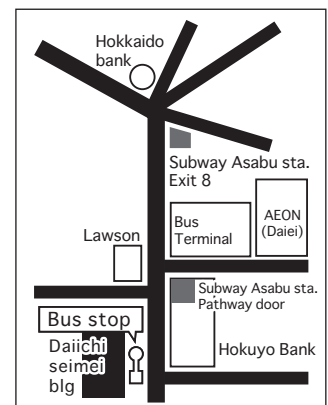 Hokkaido
bank
Subway Asabu sta.
Exit 8
Bus
Terminal
AEON
(Daiei)
Lawson
Subway Asabu sta.
Pathway door
Bus stop
Daiichi
seimei
blg
Hokuyo Bank